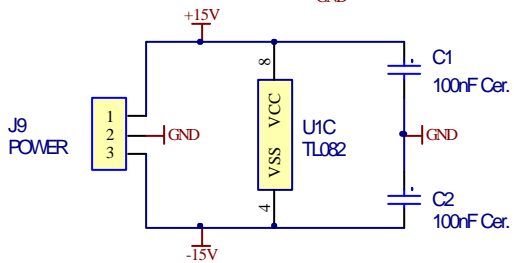 GND
+15V
8
C1
100nF Cer.
J9
POWER
1
2
3
GND
VCC
VSS
U1C
TL082
GND
4
C2
100nF Cer.
-15V